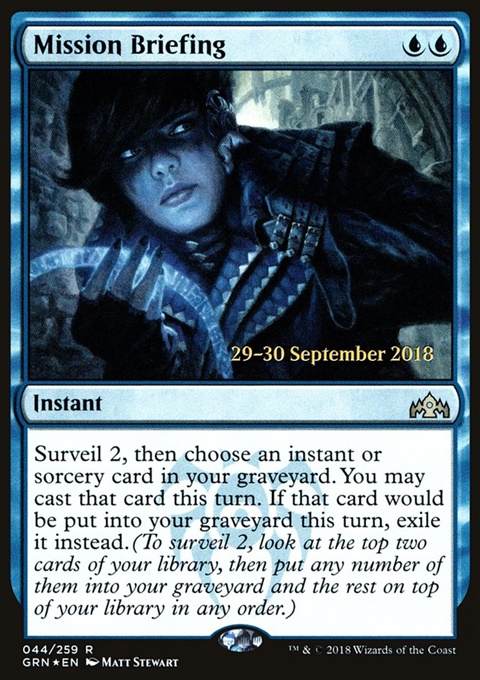 Mission Briefing
29–30 September 2018
Instant
Surveil 2, then choose an instant or
sorcery card in your graveyard. You may
cast that card this turn. If that card would
be put into your graveyard this turn, exile
it instead. (To surveil 2, look at the top two
cards of your library, then put any number of
them into your graveyard and the rest on top
of your library in any order.)
044/259 R
™ & © 2018 Wizards of the Coast
GRN★EN Matt Stewart